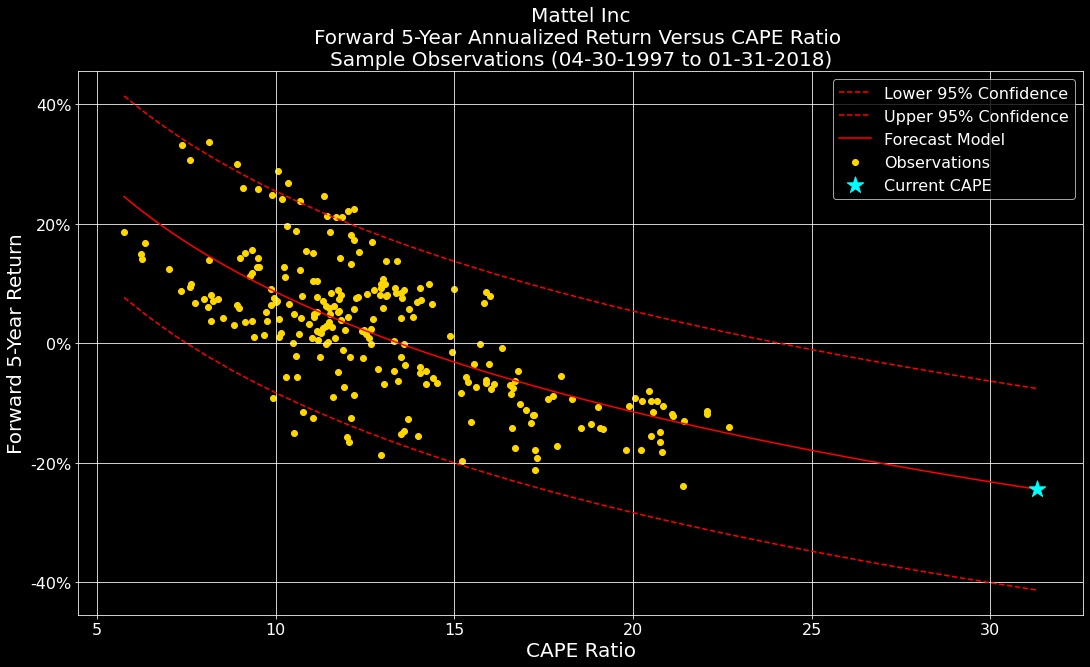 Mattel Inc
Forward 5-Year Annualized Return Versus CAPE Ratio
Sample Observations (04-30-1997 to 01-31-2018)
Lower 95% Confidence
Upper 95% Confidence
Forecast Model
Observations
Current CAPE
Forward 5-Year Return
40%
20%
0%
-20%
-40%
5 10 15 20 25 30
CAPE Ratio